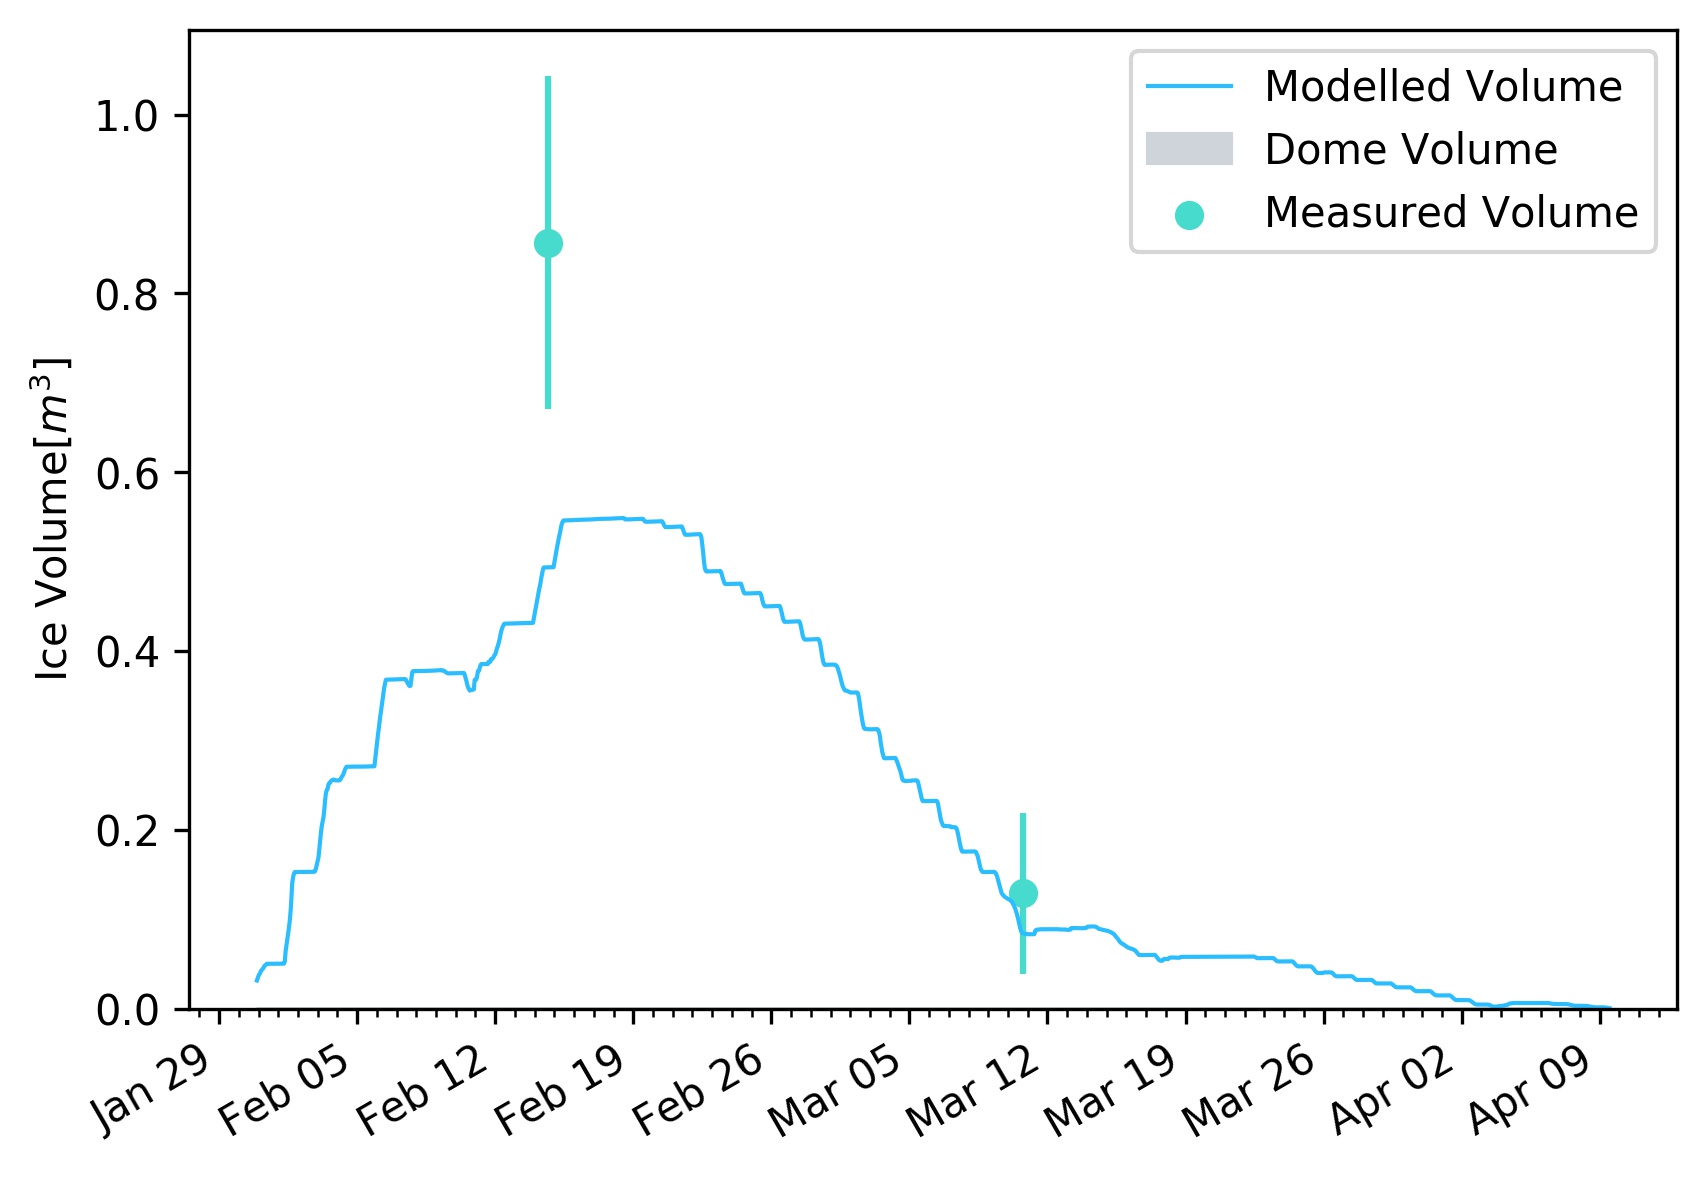 Modelled Volume
Dome Volume
Measured Volume
Ice Volume[m³]
1.0
0.8
0.6
0.4
0.2
0.0
Jan 29
Feb 05
Feb 12
Feb 19
Feb 26
Mar 05
Mar 12
Mar 19
Mar 26
Apr 02
Apr 09